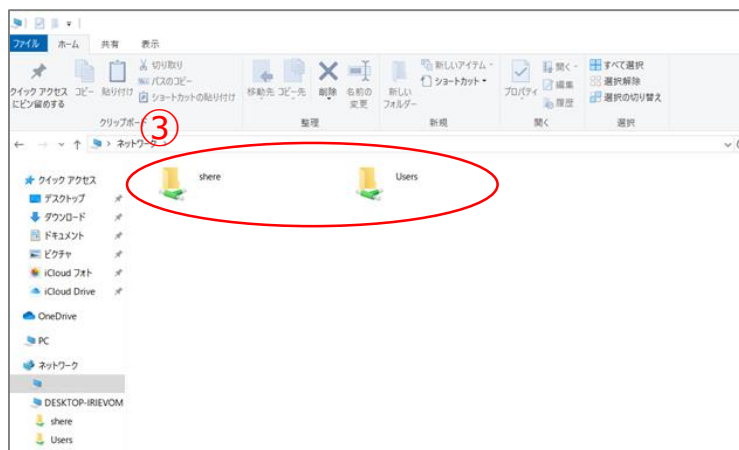 ファイル ホーム 共有 表示
クイック アクセス
にピン留めする
コピー
貼り付け
切り取り
パスのコピー
ショートカットの貼り付け
クリップボード
移動先 コピー先 削除 名前の
変更
整理
新しい
フォルダー
新しいアイテム
ショートカット
新規
プロパティ
開く
編集
履歴
開く
すべて選択
選択解除
選択の切り替え
選択
③
ネットワーク
shere
Users
クイック アクセス
デスクトップ
ダウンロード
ドキュメント
ピクチャ
iCloud フォト
iCloud Drive
OneDrive
PC
ネットワーク
DESKTOP-IRIEVOM
shere
Users